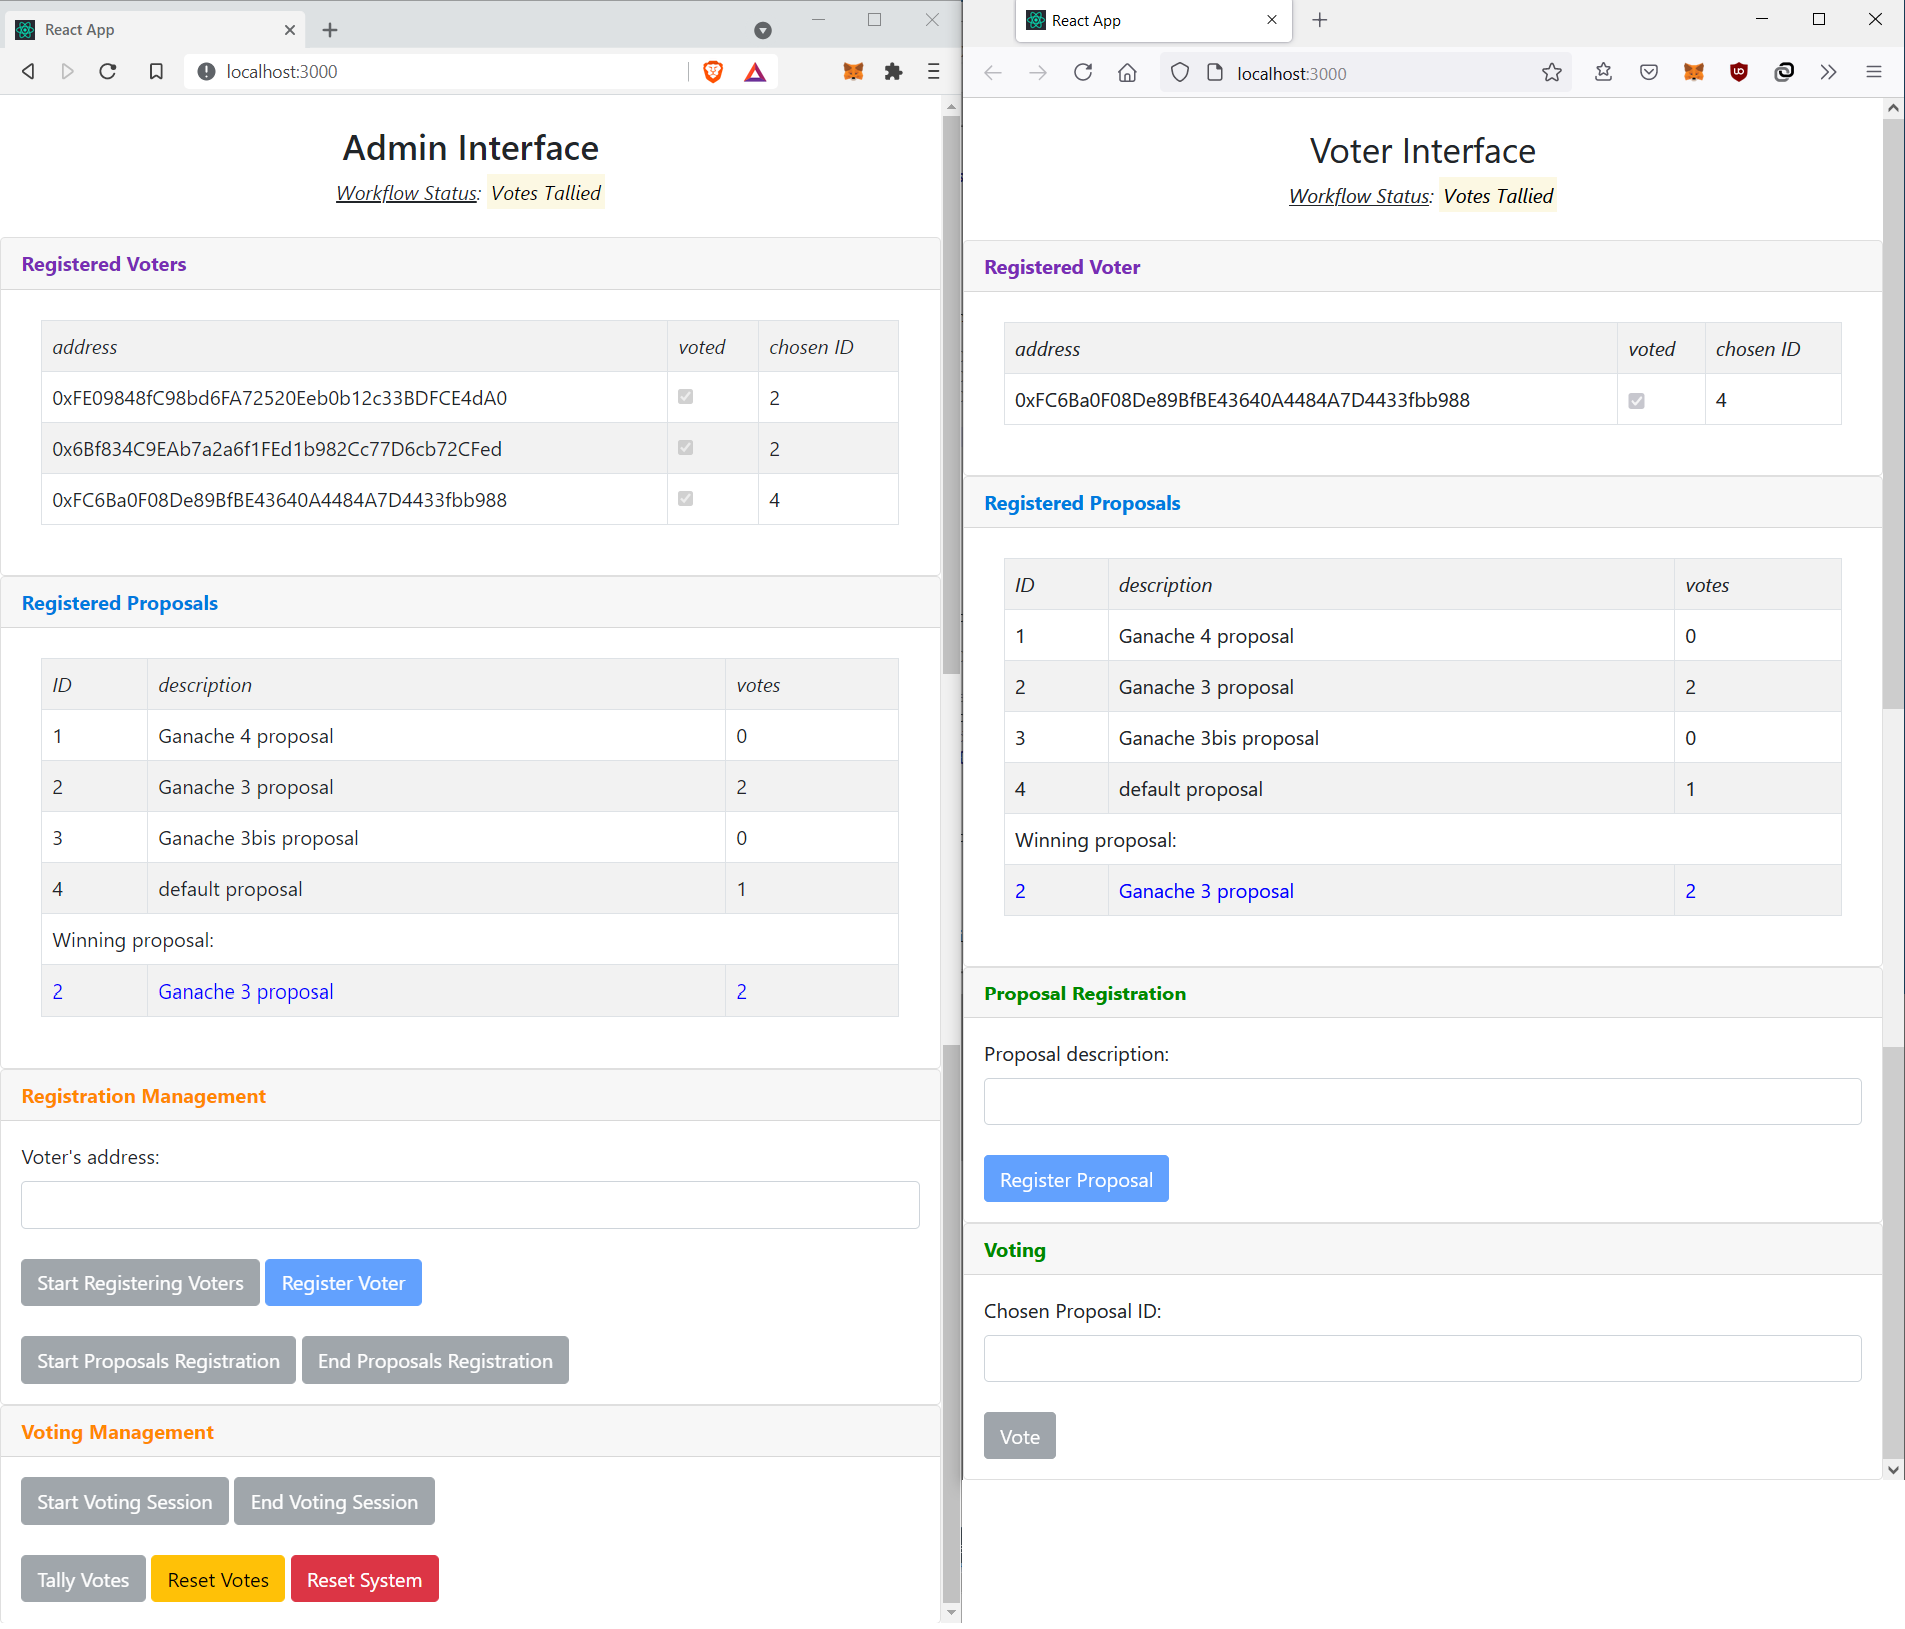 React App
localhost:3000
Admin Interface
Workflow Status: Votes Tallied
Registered Voters
address voted chosen ID
0xFE09848fC98bd6FA72520Eeb0b12c33BDFCE4dA0 2
0x6Bf834C9EAb7a2a6f1FEd1b982Cc77D6cb72CFed 2
0xFC6Ba0F08De89BfBE43640A4484A7D4433fbb988 4
Registered Proposals
ID description votes
1 Ganache 4 proposal 0
2 Ganache 3 proposal 2
3 Ganache 3bis proposal 0
4 default proposal 1
Winning proposal:
2 Ganache 3 proposal 2
Registration Management
Voter's address:
Start Registering Voters Register Voter
Start Proposals Registration End Proposals Registration
Voting Management
Start Voting Session End Voting Session
Tally Votes Reset Votes Reset System
React App
localhost:3000
Voter Interface
Workflow Status: Votes Tallied
Registered Voter
address voted chosen ID
0xFC6Ba0F08De89BfBE43640A4484A7D4433fbb988 4
Registered Proposals
ID description votes
1 Ganache 4 proposal 0
2 Ganache 3 proposal 2
3 Ganache 3bis proposal 0
4 default proposal 1
Winning proposal:
2 Ganache 3 proposal 2
Proposal Registration
Proposal description:
Register Proposal
Voting
Chosen Proposal ID:
Vote